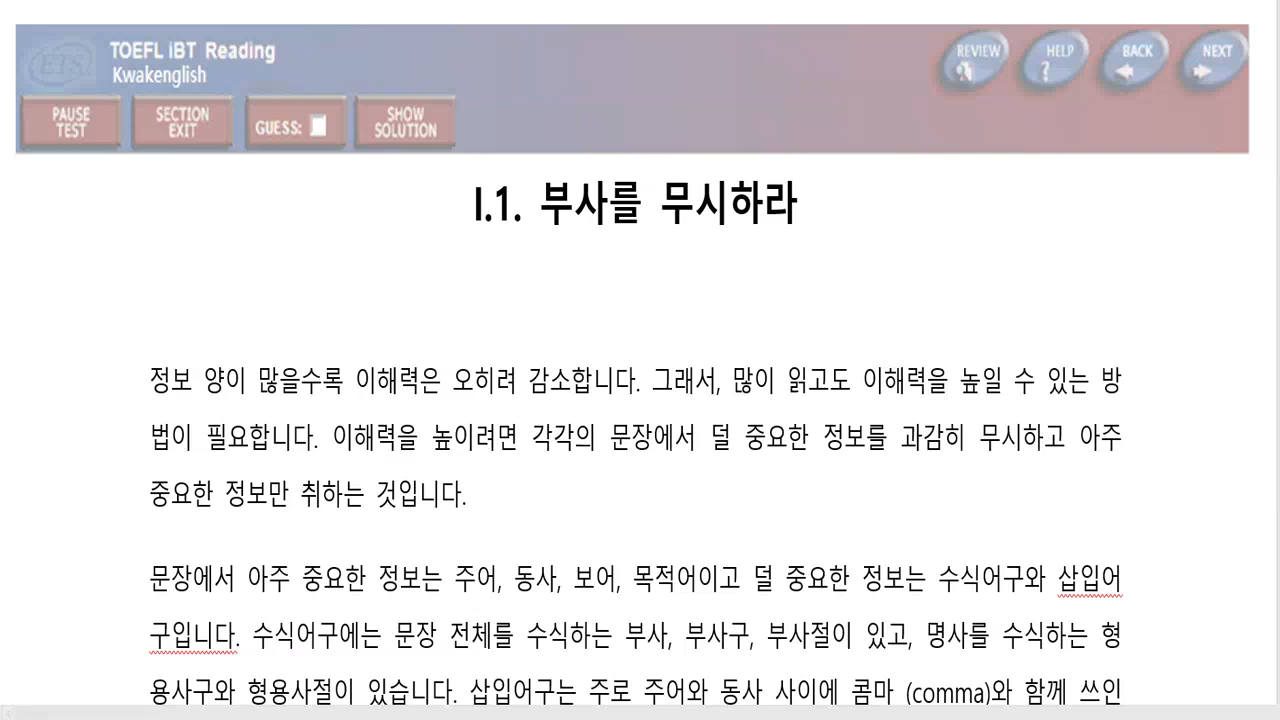 ETS
TOEFL iBT Reading
Kwakenglish
REVIEW
HELP
?
BACK
NEXT
PAUSE
TEST
SECTION
EXIT
GUESS:
SHOW
SOLUTION
I.1. 부사를 무시하라
정보 양이 많을수록 이해력은 오히려 감소합니다. 그래서, 많이 읽고도 이해력을 높일 수 있는 방
법이 필요합니다. 이해력을 높이려면 각각의 문장에서 덜 중요한 정보를 과감히 무시하고 아주
중요한 정보만 취하는 것입니다.
문장에서 아주 중요한 정보는 주어, 동사, 보어, 목적어이고 덜 중요한 정보는 수식어구와 삽입어
구입니다. 수식어구에는 문장 전체를 수식하는 부사, 부사구, 부사절이 있고, 명사를 수식하는 형
용사구와 형용사절이 있습니다. 삽입어구는 주로 주어와 동사 사이에 콤마 (comma)와 함께 쓰인